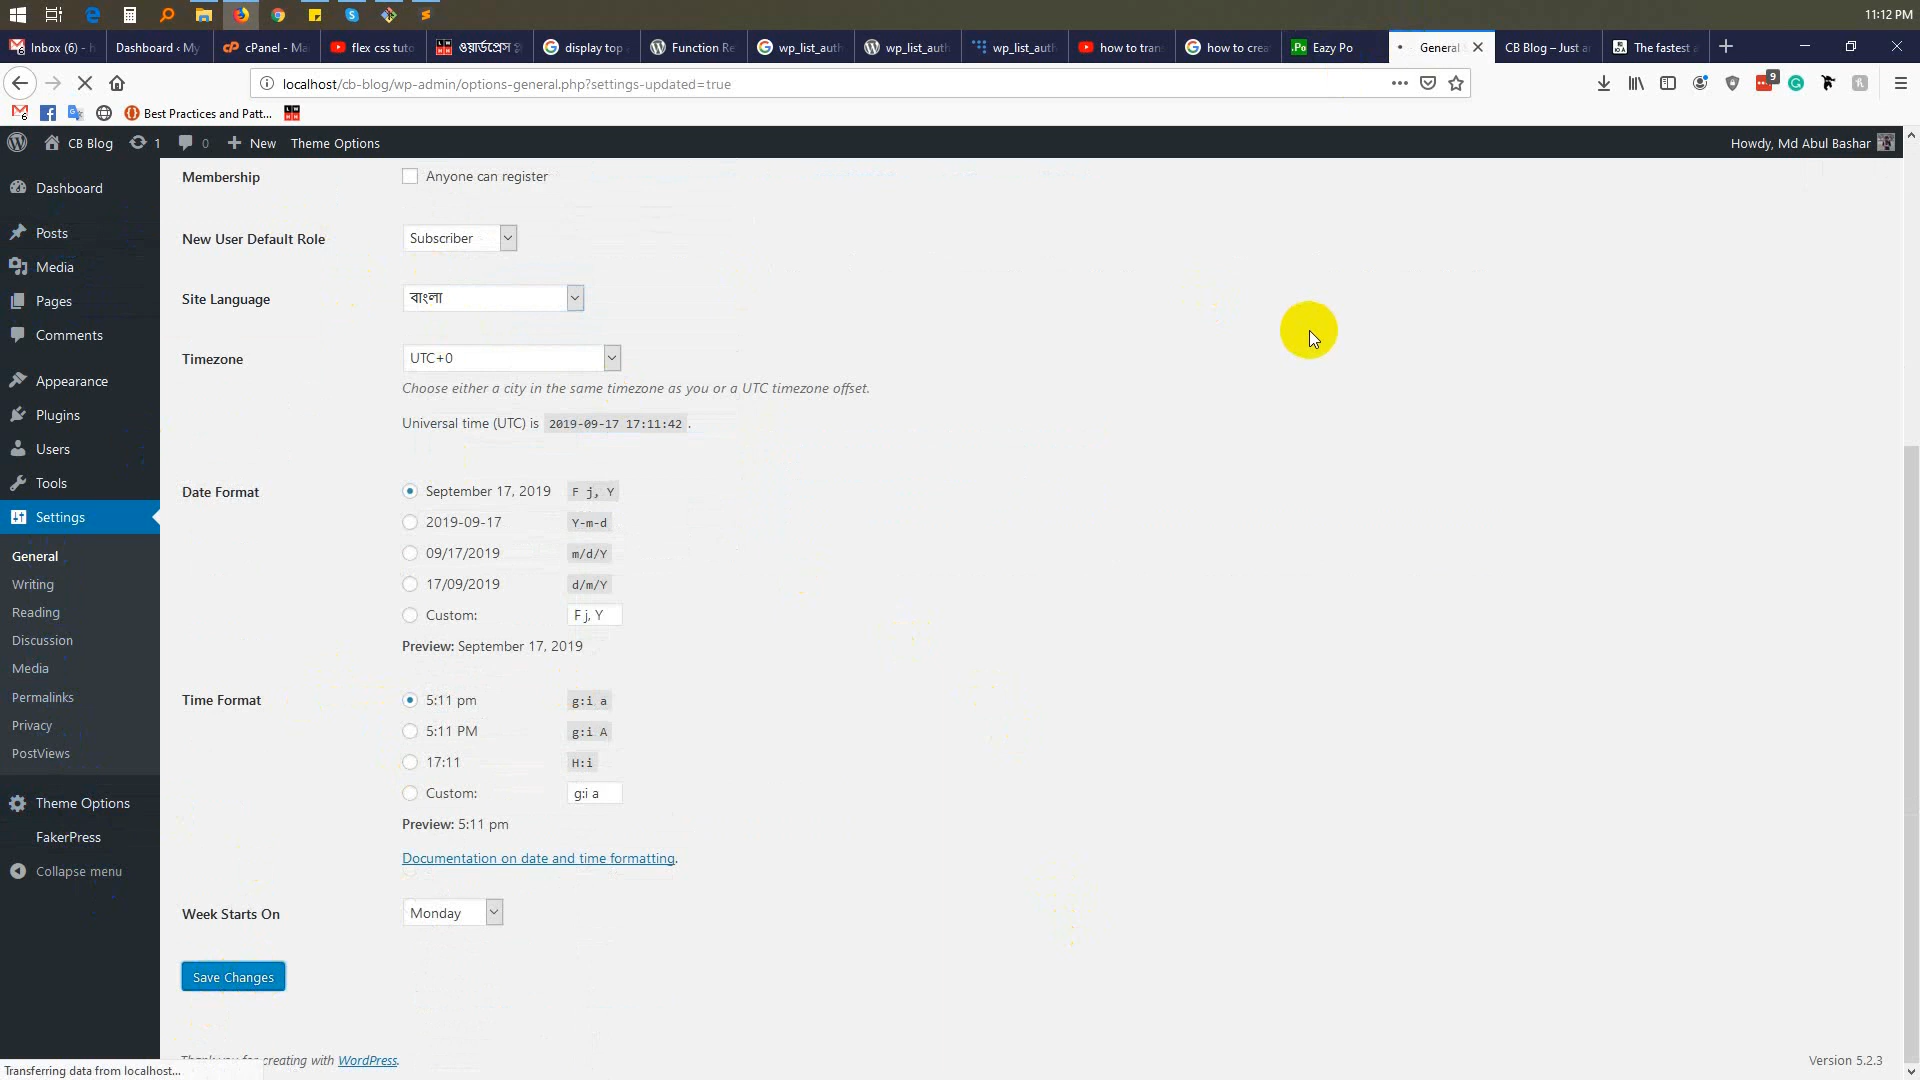 11:12 PM
Inbox (6) - h
Dashboard ‹ My
cPanel - Ma
flex css tuto
ওয়ার্ডপ্রেস
display top
Function Re
wp_list_auth
wp_list_auth
wp_list_auth
how to tran
how to crea
Eazy Po
General
CB Blog – Just an
The fastest a
localhost/cb-blog/wp-admin/options-general.php?settings-updated=true
9
Best Practices and Patt...
CB Blog
1
0
New
Theme Options
Howdy, Md Abul Bashar
Dashboard
Posts
Media
Pages
Comments
Appearance
Plugins
Users
Tools
Settings
General
Writing
Reading
Discussion
Media
Permalinks
Privacy
PostViews
Theme Options
FakerPress
Collapse menu
Membership
Anyone can register
New User Default Role
Subscriber
Site Language
বাংলা
Timezone
UTC+0
Choose either a city in the same timezone as you or a UTC timezone offset.
Universal time (UTC) is 2019-09-17 17:11:42 .
Date Format
September 17, 2019 F j, Y
2019-09-17 Y-m-d
09/17/2019 m/d/Y
17/09/2019 d/m/Y
Custom: F j, Y
Preview: September 17, 2019
Time Format
5:11 pm g:i a
5:11 PM g:i A
17:11 H:i
Custom: g:i a
Preview: 5:11 pm
Documentation on date and time formatting.
Week Starts On
Monday
Save Changes
Thank you for creating with WordPress.
Version 5.2.3
Transferring data from localhost...